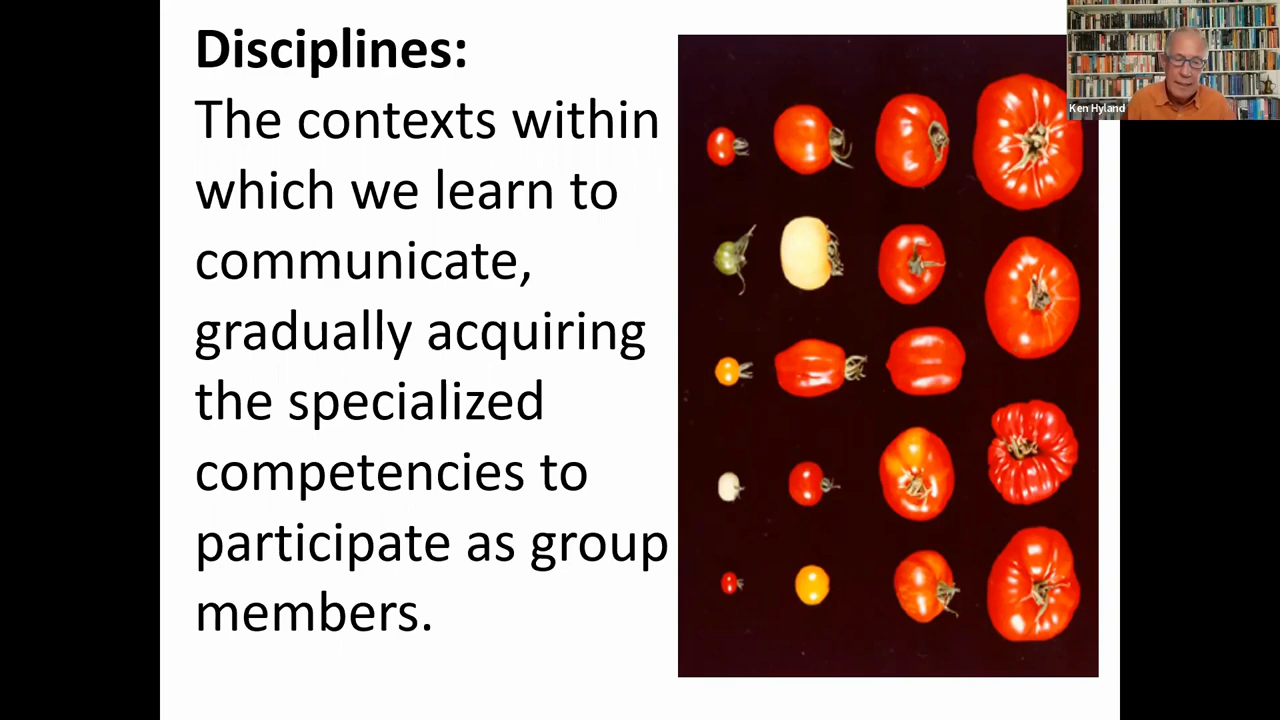 Disciplines:
The contexts within
which we learn to
communicate,
gradually acquiring
the specialized
competencies to
participate as group
members.
Ken Hyland